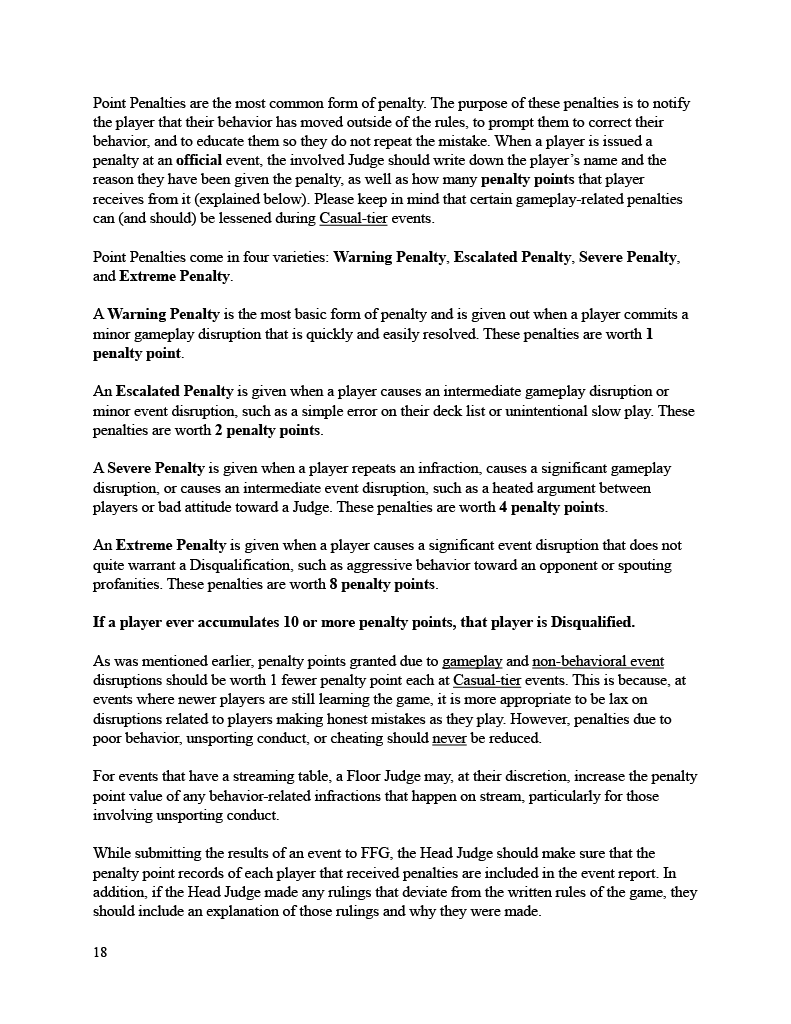 Point Penalties are the most common form of penalty. The purpose of these penalties is to notify
the player that their behavior has moved outside of the rules, to prompt them to correct their
behavior, and to educate them so they do not repeat the mistake. When a player is issued a
penalty at an official event, the involved Judge should write down the player’s name and the
reason they have been given the penalty, as well as how many penalty points that player
receives from it (explained below). Please keep in mind that certain gameplay-related penalties
can (and should) be lessened during Casual-tier events.
Point Penalties come in four varieties: Warning Penalty, Escalated Penalty, Severe Penalty,
and Extreme Penalty.
A Warning Penalty is the most basic form of penalty and is given out when a player commits a
minor gameplay disruption that is quickly and easily resolved. These penalties are worth 1
penalty point.
An Escalated Penalty is given when a player causes an intermediate gameplay disruption or
minor event disruption, such as a simple error on their deck list or unintentional slow play. These
penalties are worth 2 penalty points.
A Severe Penalty is given when a player repeats an infraction, causes a significant gameplay
disruption, or causes an intermediate event disruption, such as a heated argument between
players or bad attitude toward a Judge. These penalties are worth 4 penalty points.
An Extreme Penalty is given when a player causes a significant event disruption that does not
quite warrant a Disqualification, such as aggressive behavior toward an opponent or spouting
profanities. These penalties are worth 8 penalty points.
If a player ever accumulates 10 or more penalty points, that player is Disqualified.
As was mentioned earlier, penalty points granted due to gameplay and non-behavioral event
disruptions should be worth 1 fewer penalty point each at Casual-tier events. This is because, at
events where newer players are still learning the game, it is more appropriate to be lax on
disruptions related to players making honest mistakes as they play. However, penalties due to
poor behavior, unsporting conduct, or cheating should never be reduced.
For events that have a streaming table, a Floor Judge may, at their discretion, increase the penalty
point value of any behavior-related infractions that happen on stream, particularly for those
involving unsporting conduct.
While submitting the results of an event to FFG, the Head Judge should make sure that the
penalty point records of each player that received penalties are included in the event report. In
addition, if the Head Judge made any rulings that deviate from the written rules of the game, they
should include an explanation of those rulings and why they were made.
18